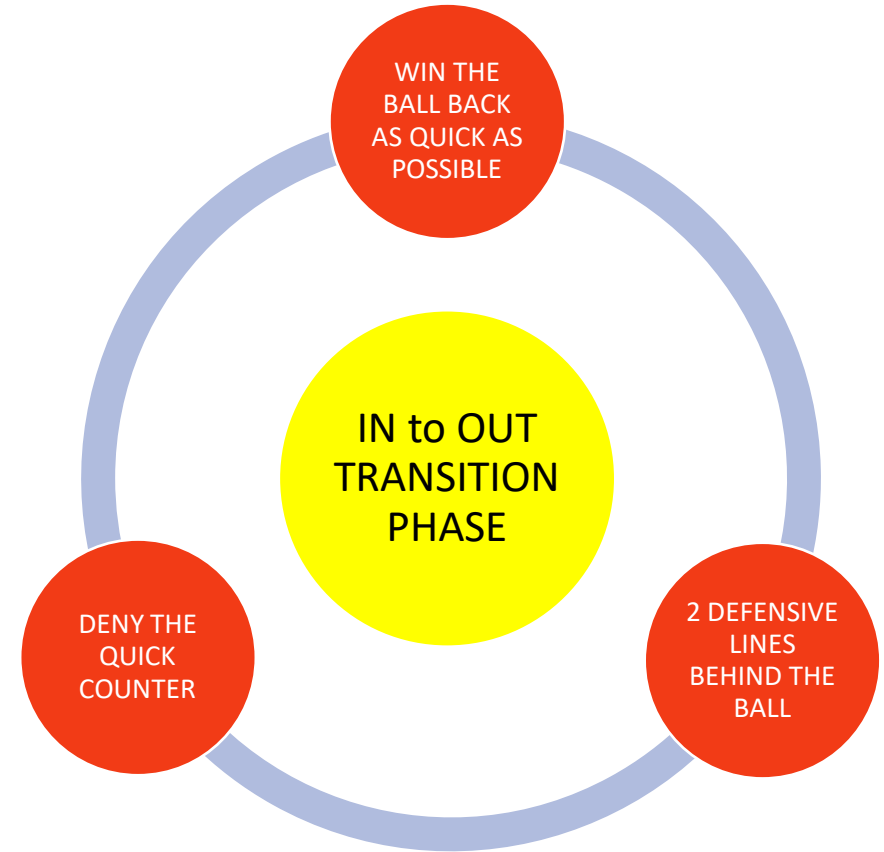 WIN THE
BALL BACK
AS QUICK AS
POSSIBLE
IN to OUT
TRANSITION
PHASE
DENY THE
QUICK
COUNTER
2 DEFENSIVE
LINES
BEHIND THE
BALL